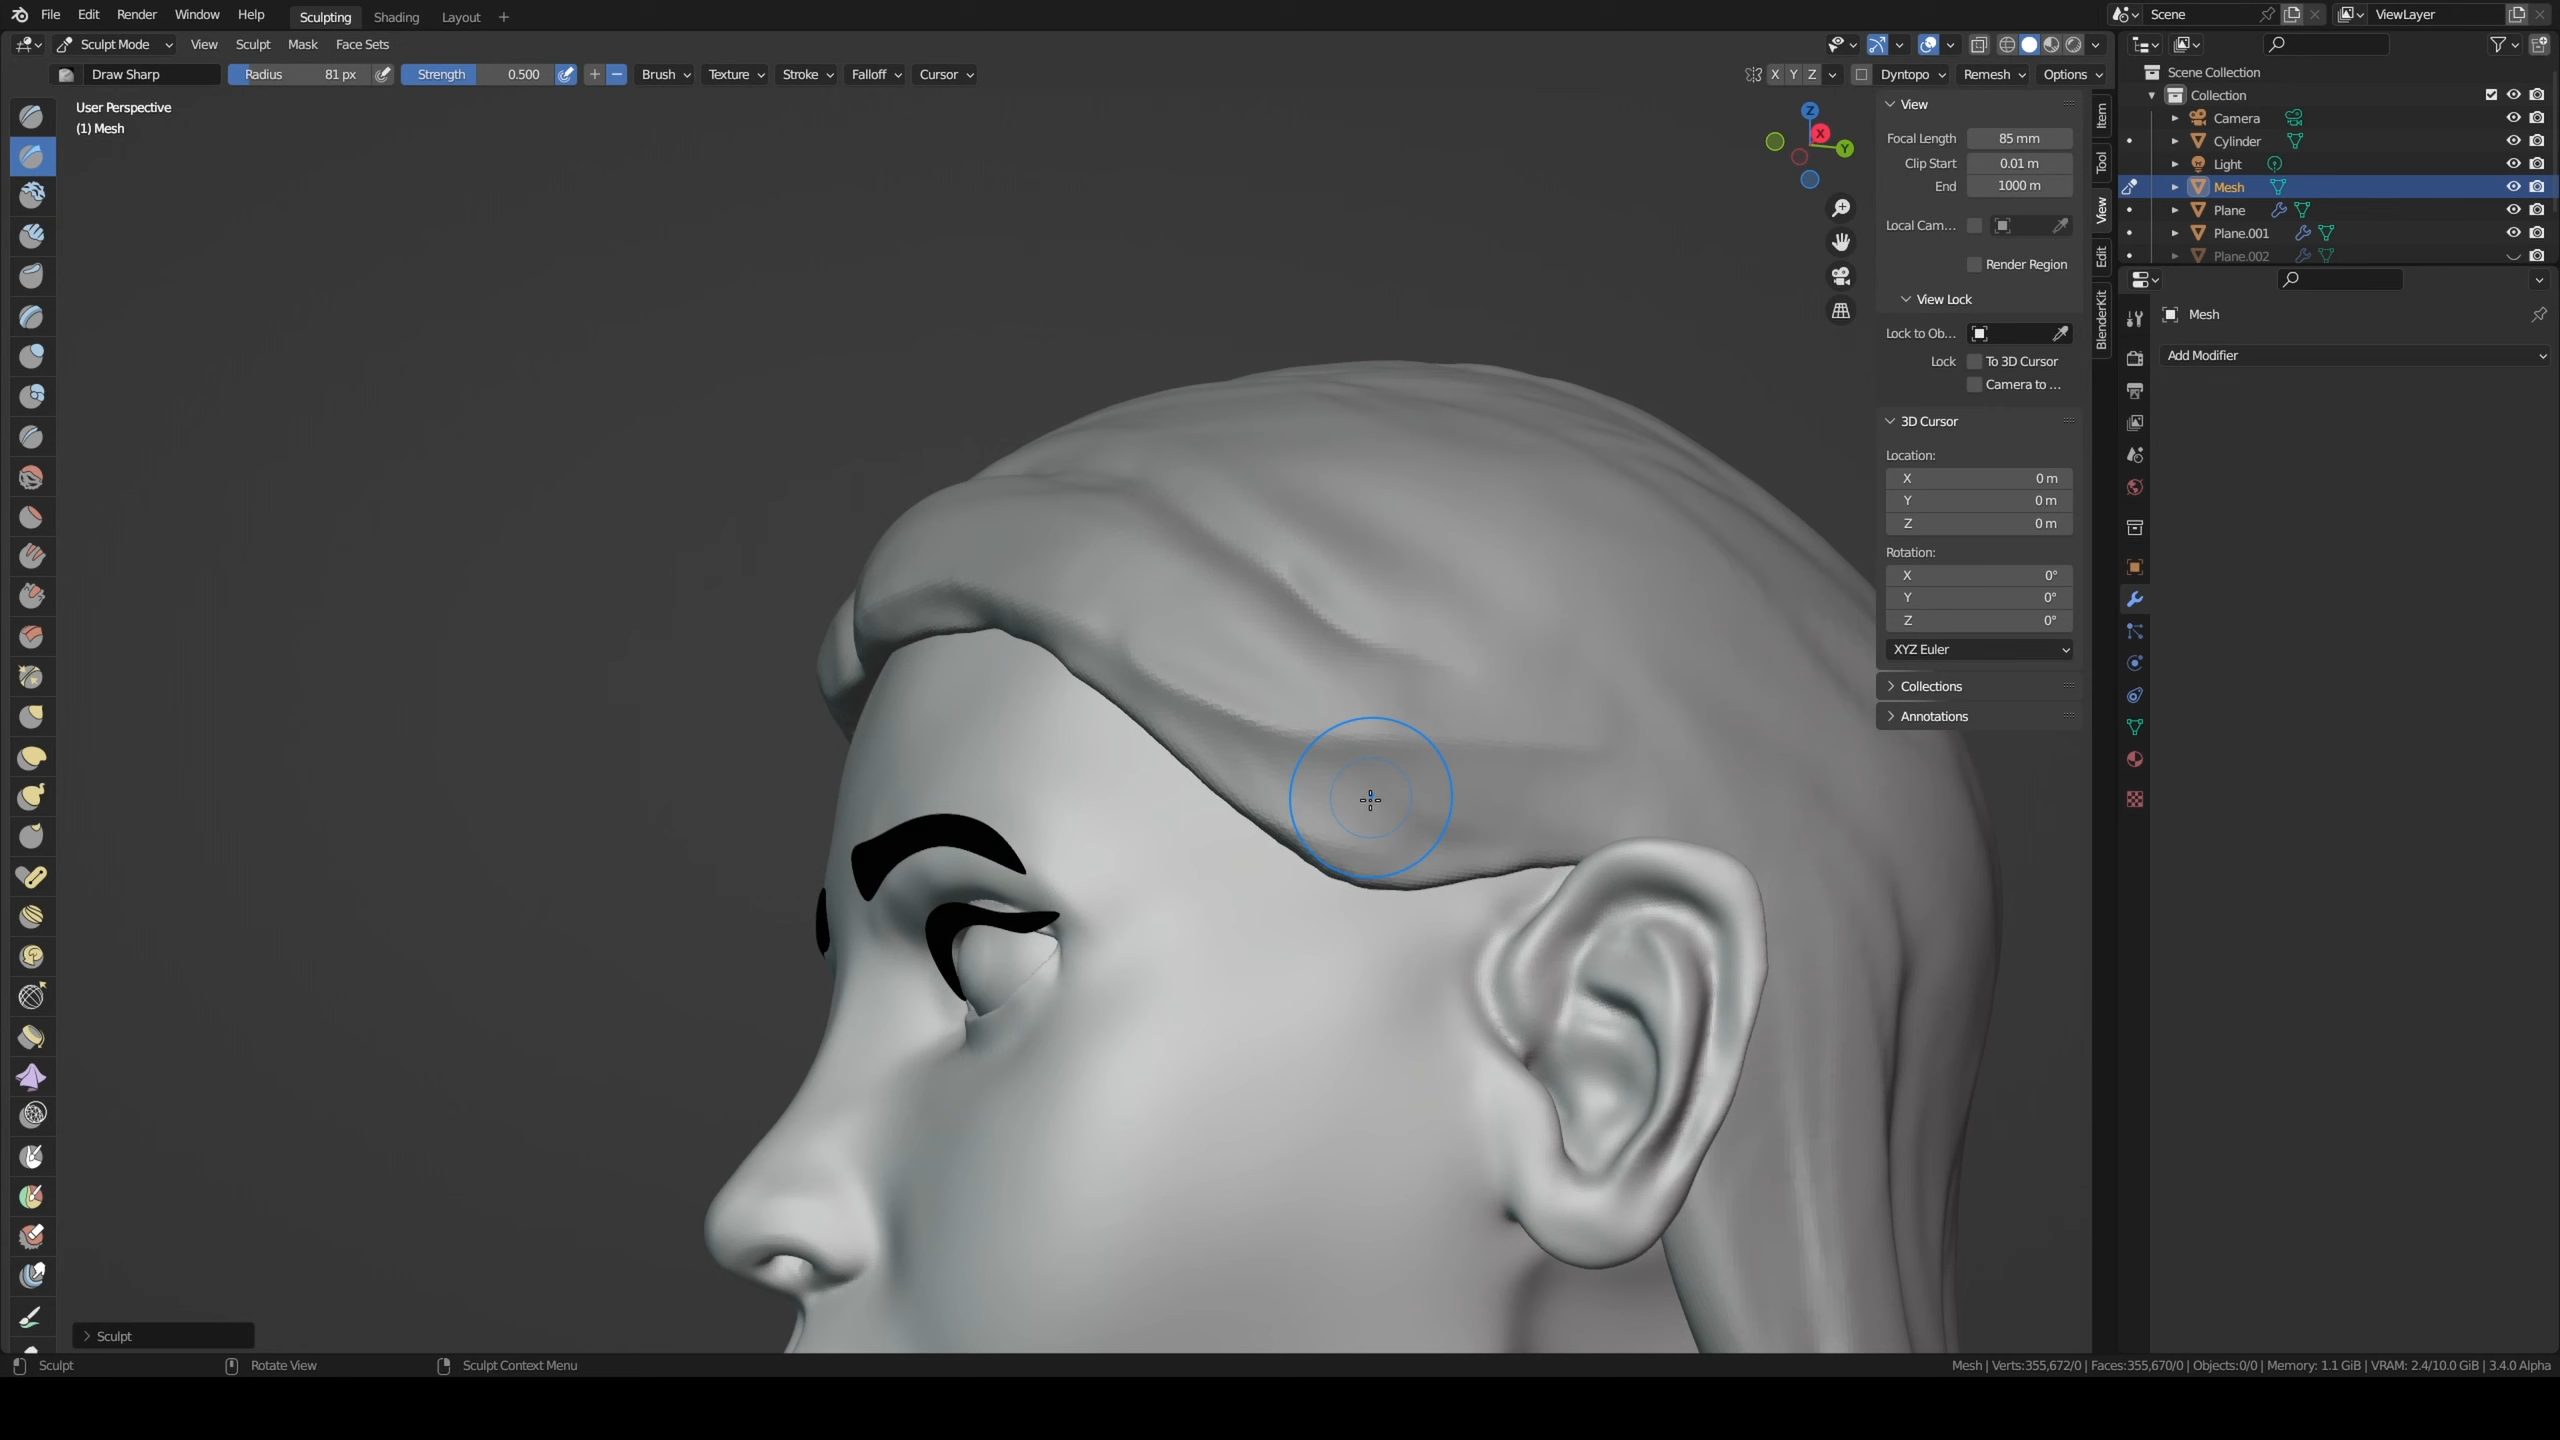 File Edit Render Window Help Sculpting Shading Layout + Scene ViewLayer
Sculpt Mode View Sculpt Mask Face Sets
Draw Sharp Radius 81 px Strength 0.500 + − Brush Texture Stroke Falloff Cursor X Y Z Dyntopo Remesh Options
User Perspective
(1) Mesh
Z
X
Y
View
Focal Length 85 mm
Clip Start 0.01 m
End 1000 m
Local Cam...
Render Region
View Lock
Lock to Ob...
Lock To 3D Cursor
Camera to ...
3D Cursor
Location:
X 0 m
Y 0 m
Z 0 m
Rotation:
X 0°
Y 0°
Z 0°
XYZ Euler
Collections
Annotations
Item
Tool
View
Edit
BlenderKit
Scene Collection
Collection
Camera
Cylinder
Light
Mesh
Plane
Plane.001
Plane.002
Mesh
Add Modifier
Sculpt
Sculpt Rotate View Sculpt Context Menu
Mesh | Verts:355,672/0 | Faces:355,670/0 | Objects:0/0 | Memory: 1.1 GiB | VRAM: 2.4/10.0 GiB | 3.4.0 Alpha